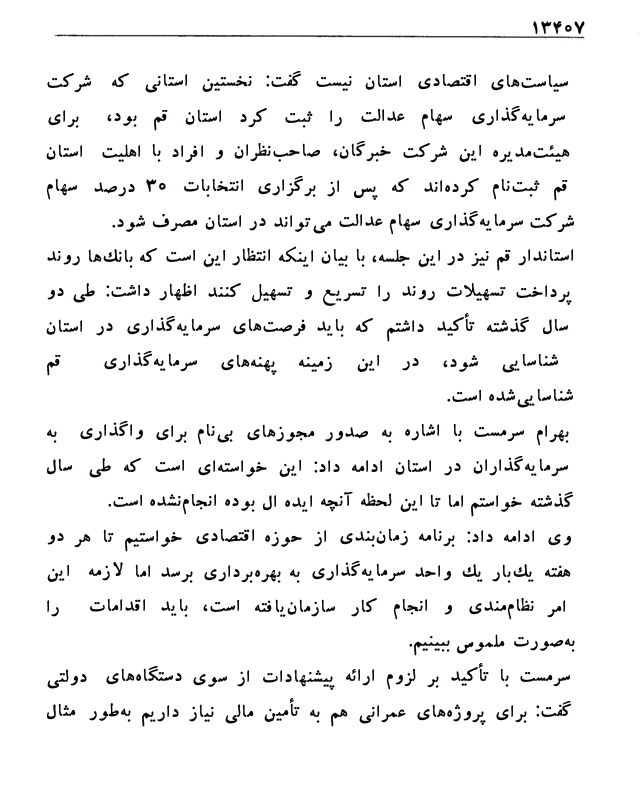 ۱۳۴۰۷
سیاست‌های اقتصادی استان نیست گفت: نخستین استانی که شرکت
سرمایه‌گذاری سهام عدالت را ثبت کرد استان قم بود، برای
هیئت‌مدیره این شرکت خبرگان، صاحب‌نظران و افراد با اهلیت استان
قم ثبت‌نام کرده‌اند که پس از برگزاری انتخابات ۳۰ درصد سهام
شرکت سرمایه‌گذاری سهام عدالت می‌تواند در استان مصرف شود.
استاندار قم نیز در این جلسه، با بیان اینکه انتظار این است که بانک‌ها روند
پرداخت تسهیلات روند را تسریع و تسهیل کنند اظهار داشت: طی دو
سال گذشته تأکید داشتم که باید فرصت‌های سرمایه‌گذاری در استان
شناسایی شود، در این زمینه پهنه‌های سرمایه‌گذاری قم
شناسایی‌شده است.
بهرام سرمست با اشاره به صدور مجوزهای بی‌نام برای واگذاری به
سرمایه‌گذاران در استان ادامه داد: این خواسته‌ای است که طی سال
گذشته خواستم اما تا این لحظه آنچه ایده ال بوده انجام‌نشده است.
وی ادامه داد: برنامه زمان‌بندی از حوزه اقتصادی خواستیم تا هر دو
هفته یک‌بار یک واحد سرمایه‌گذاری به بهره‌برداری برسد اما لازمه این
امر نظام‌مندی و انجام کار سازمان‌یافته است، باید اقدامات را
به‌صورت ملموس ببینیم.
سرمست با تأکید بر لزوم ارائه پیشنهادات از سوی دستگاه‌های دولتی
گفت: برای پروژه‌های عمرانی هم به تأمین مالی نیاز داریم به‌طور مثال